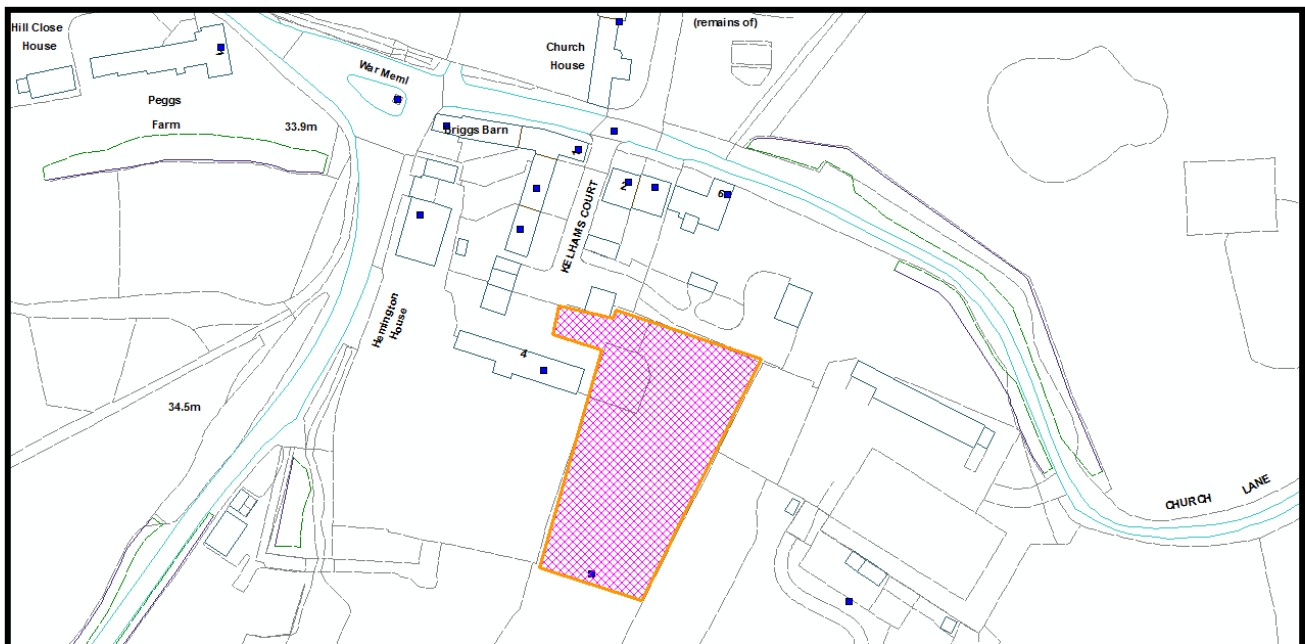 Hill Close
House
(remains of)
Church
House
War Meml
Peggs
Farm
33.9m
Briggs Barn
1
2
6
KELHAMS COURT
Hemington
House
4
34.5m
CHURCH LANE